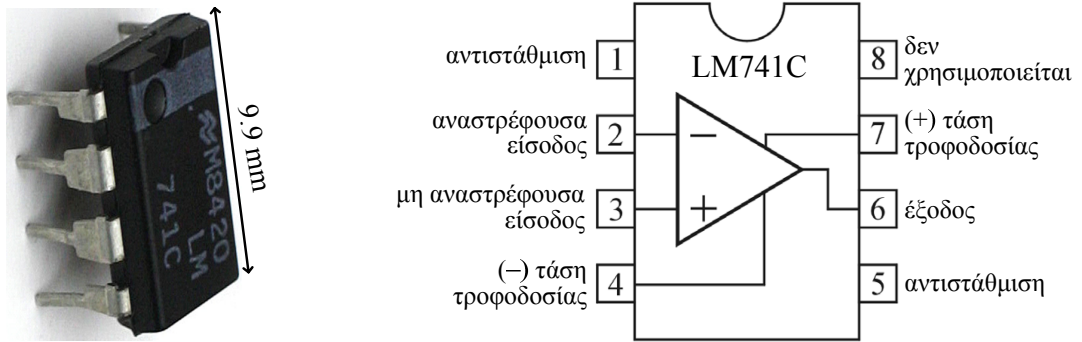 9.9 mm
M8420
LM
741C
LM741C
αντιστάθμιση
1
αναστρέφουσα
είσοδος
2
μη αναστρέφουσα
είσοδος
3
(–) τάση
τροφοδοσίας
4
8
δεν
χρησιμοποιείται
7
(+) τάση
τροφοδοσίας
6
έξοδος
5
αντιστάθμιση
−
+